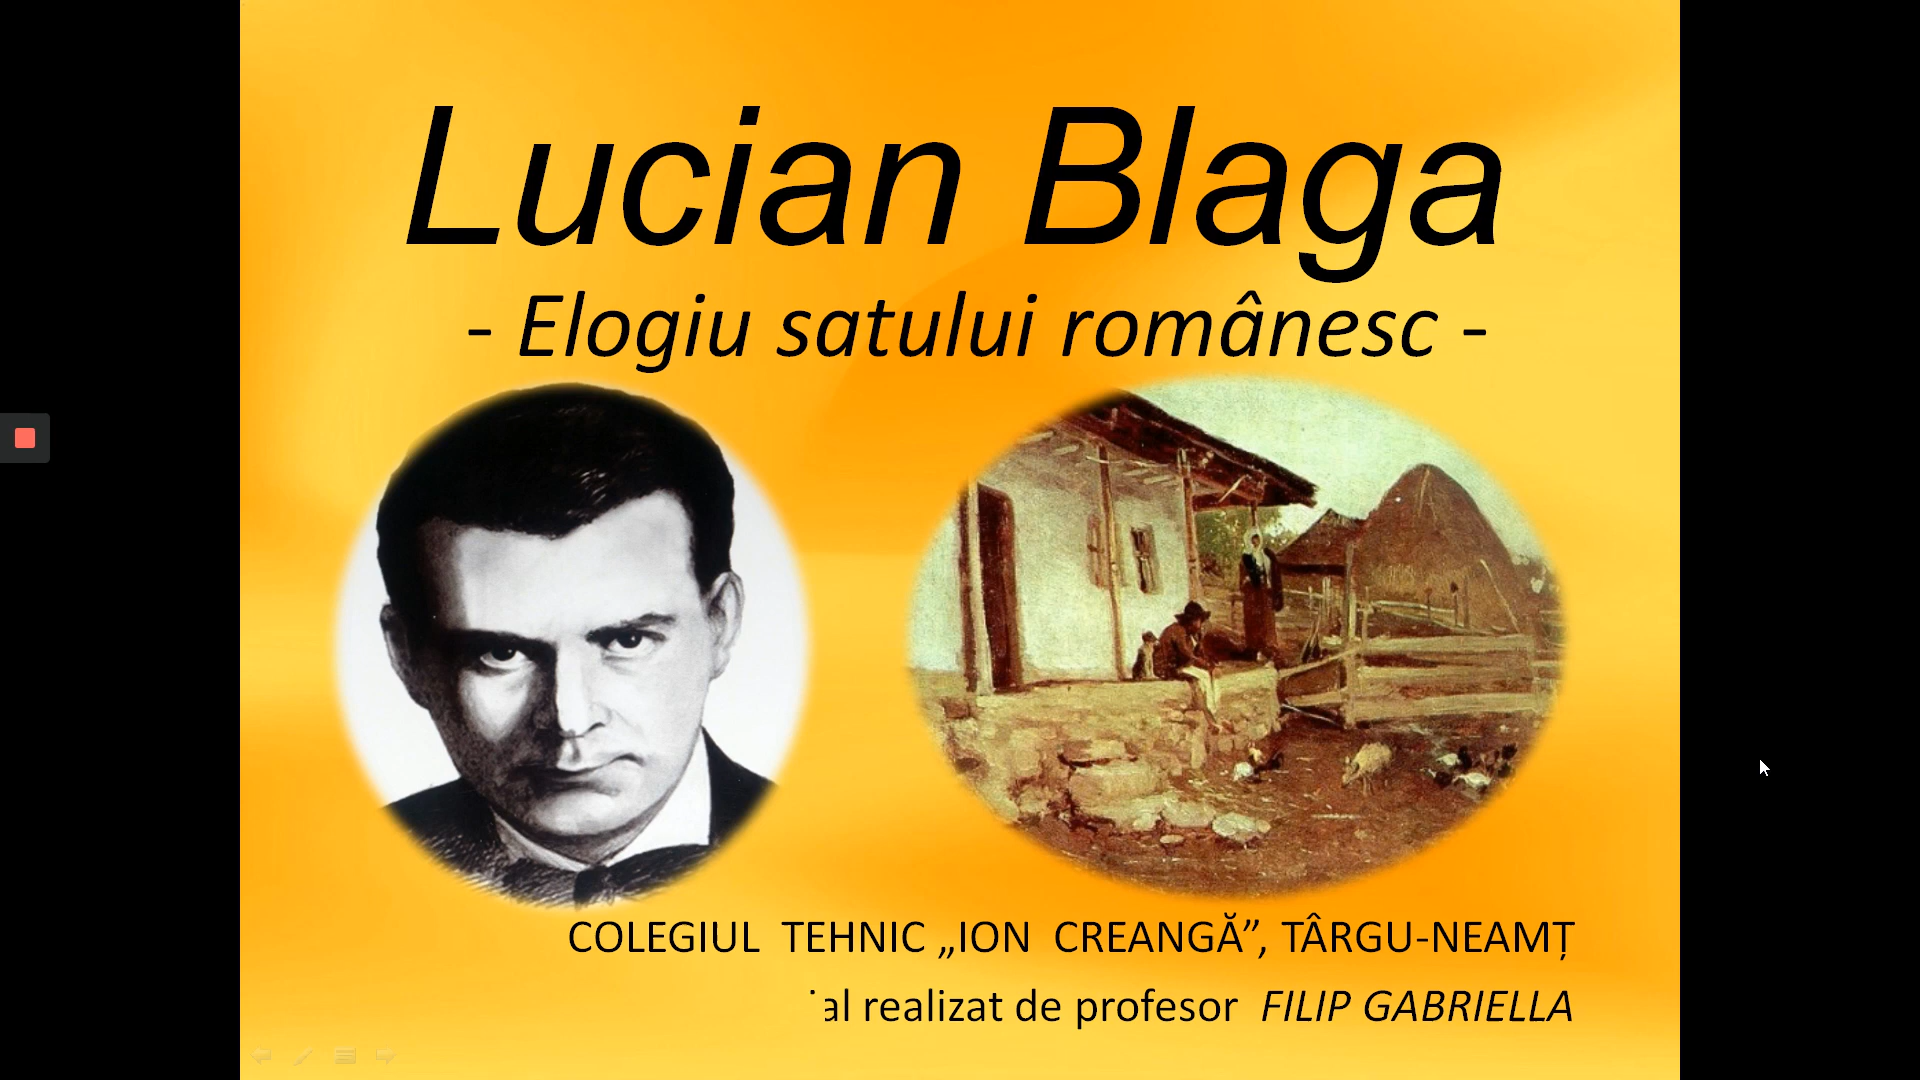 Lucian Blaga
- Elogiu satului românesc -
COLEGIUL TEHNIC „ION CREANGĂ”, TÂRGU-NEAMȚ
al realizat de profesor FILIP GABRIELLA